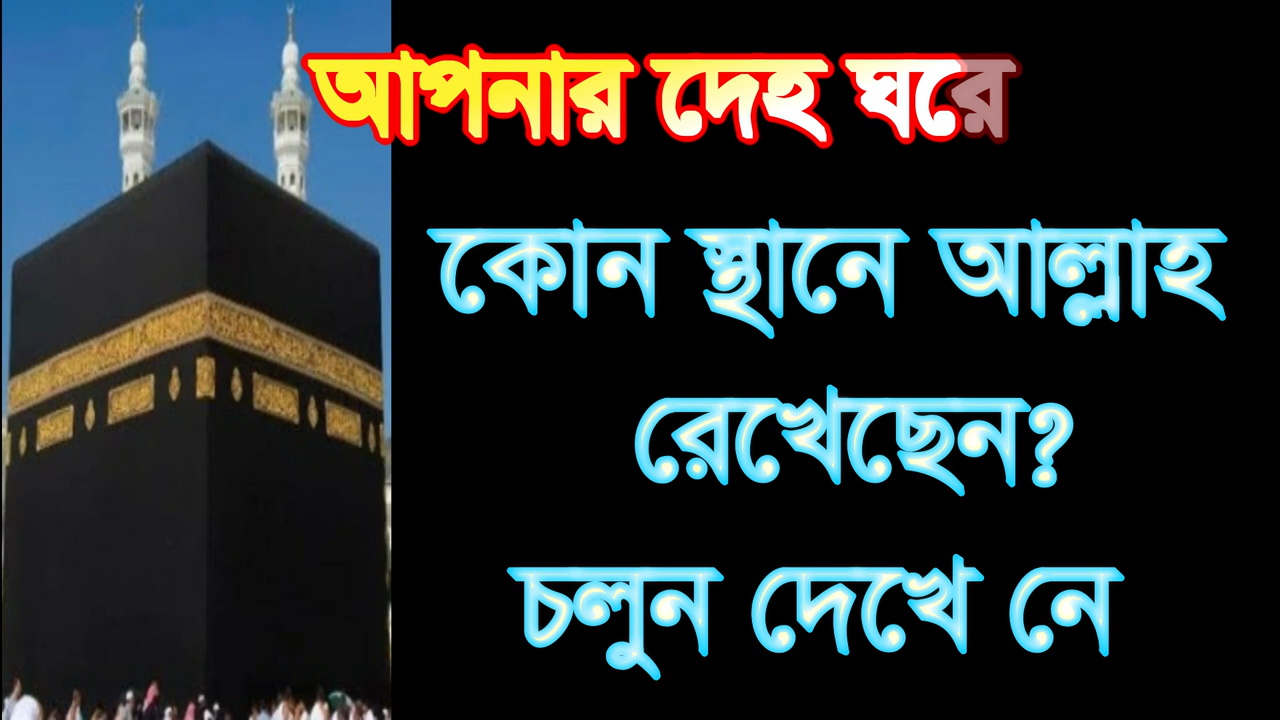 আপনার দেহ ঘরে
কোন স্থানে আল্লাহ
রেখেছেন?
চলুন দেখে নে